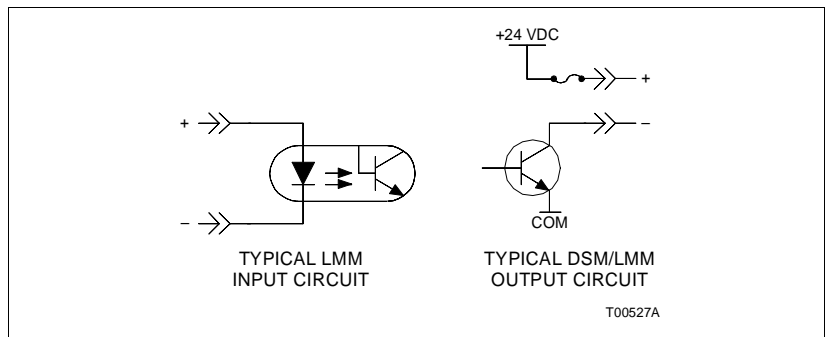 +24 VDC
+
+
–
–
COM
TYPICAL LMM
INPUT CIRCUIT
TYPICAL DSM/LMM
OUTPUT CIRCUIT
T00527A